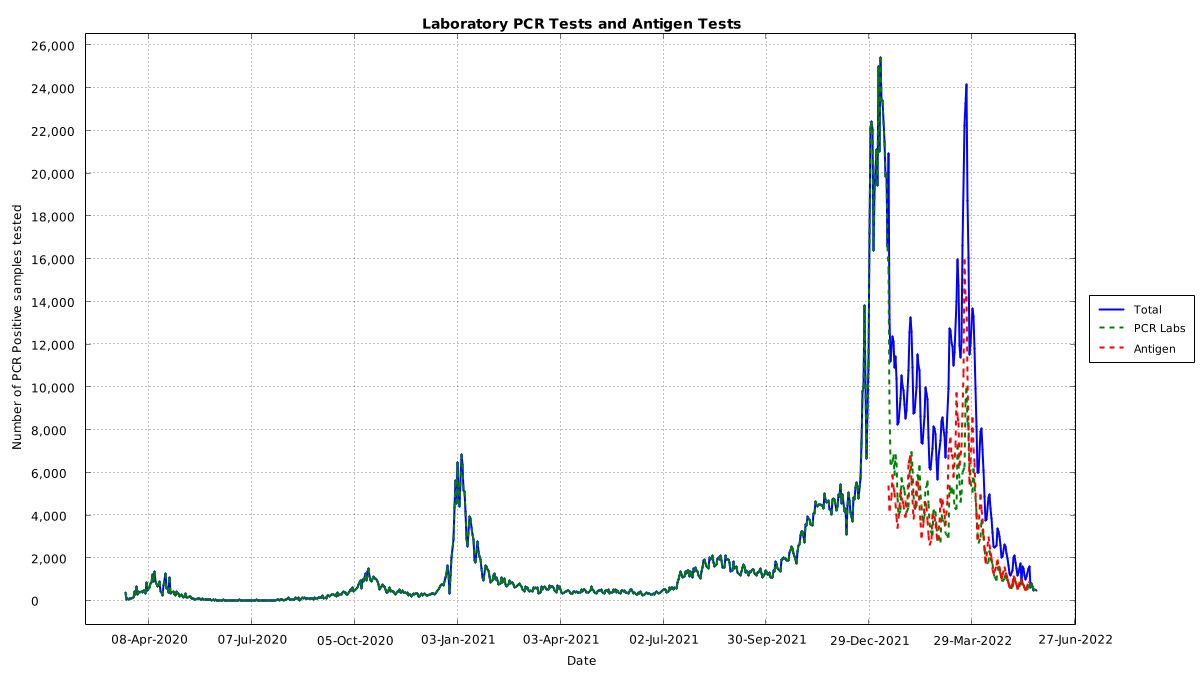 Laboratory PCR Tests and Antigen Tests
26,000
24,000
22,000
20,000
18,000
16,000
14,000
12,000
10,000
8,000
6,000
4,000
2,000
0
Number of PCR Positive samples tested
08-Apr-2020
07-Jul-2020
05-Oct-2020
03-Jan-2021
03-Apr-2021
02-Jul-2021
30-Sep-2021
29-Dec-2021
29-Mar-2022
27-Jun-2022
Date
Total
PCR Labs
Antigen